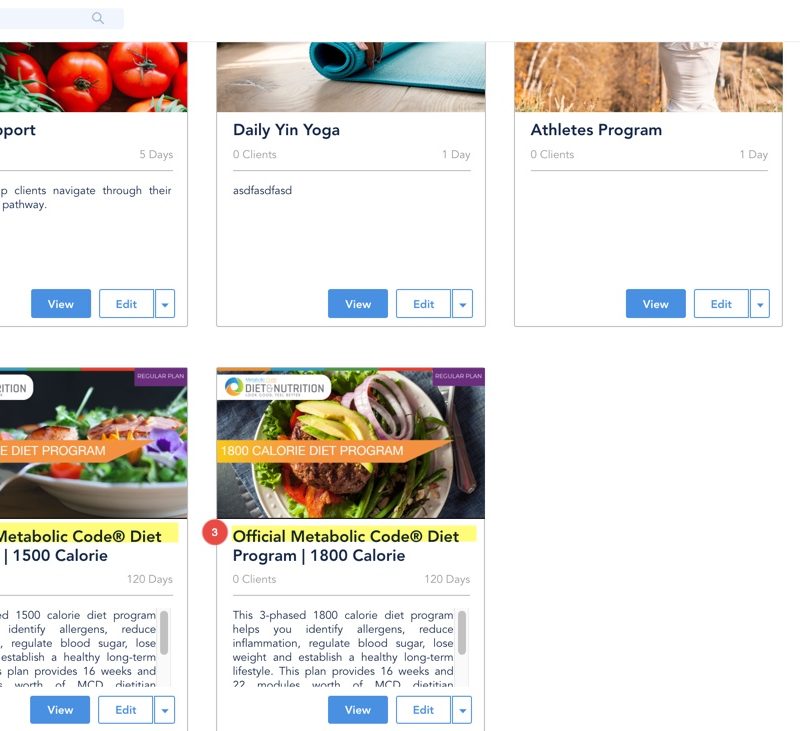 pport
5 Days
p clients navigate through their
pathway.
View
Edit
Daily Yin Yoga
0 Clients
1 Day
asdfasdfasd
View
Edit
Athletes Program
0 Clients
1 Day
View
Edit
REGULAR PLAN
RITION
E DIET PROGRAM
Metabolic Code® Diet
| 1500 Calorie
120 Days
ed 1500 calorie diet program
identify allergens, reduce
, regulate blood sugar, lose
establish a healthy long-term
s plan provides 16 weeks and
s worth of MCD dietitian
View
Edit
REGULAR PLAN
Metabolic Code
DIET&NUTRITION
LOOK GOOD, FEEL BETTER
1800 CALORIE DIET PROGRAM
3
Official Metabolic Code® Diet
Program | 1800 Calorie
0 Clients
120 Days
This 3-phased 1800 calorie diet program
helps you identify allergens, reduce
inflammation, regulate blood sugar, lose
weight and establish a healthy long-term
lifestyle. This plan provides 16 weeks and
22 modules worth of MCD dietitian
View
Edit